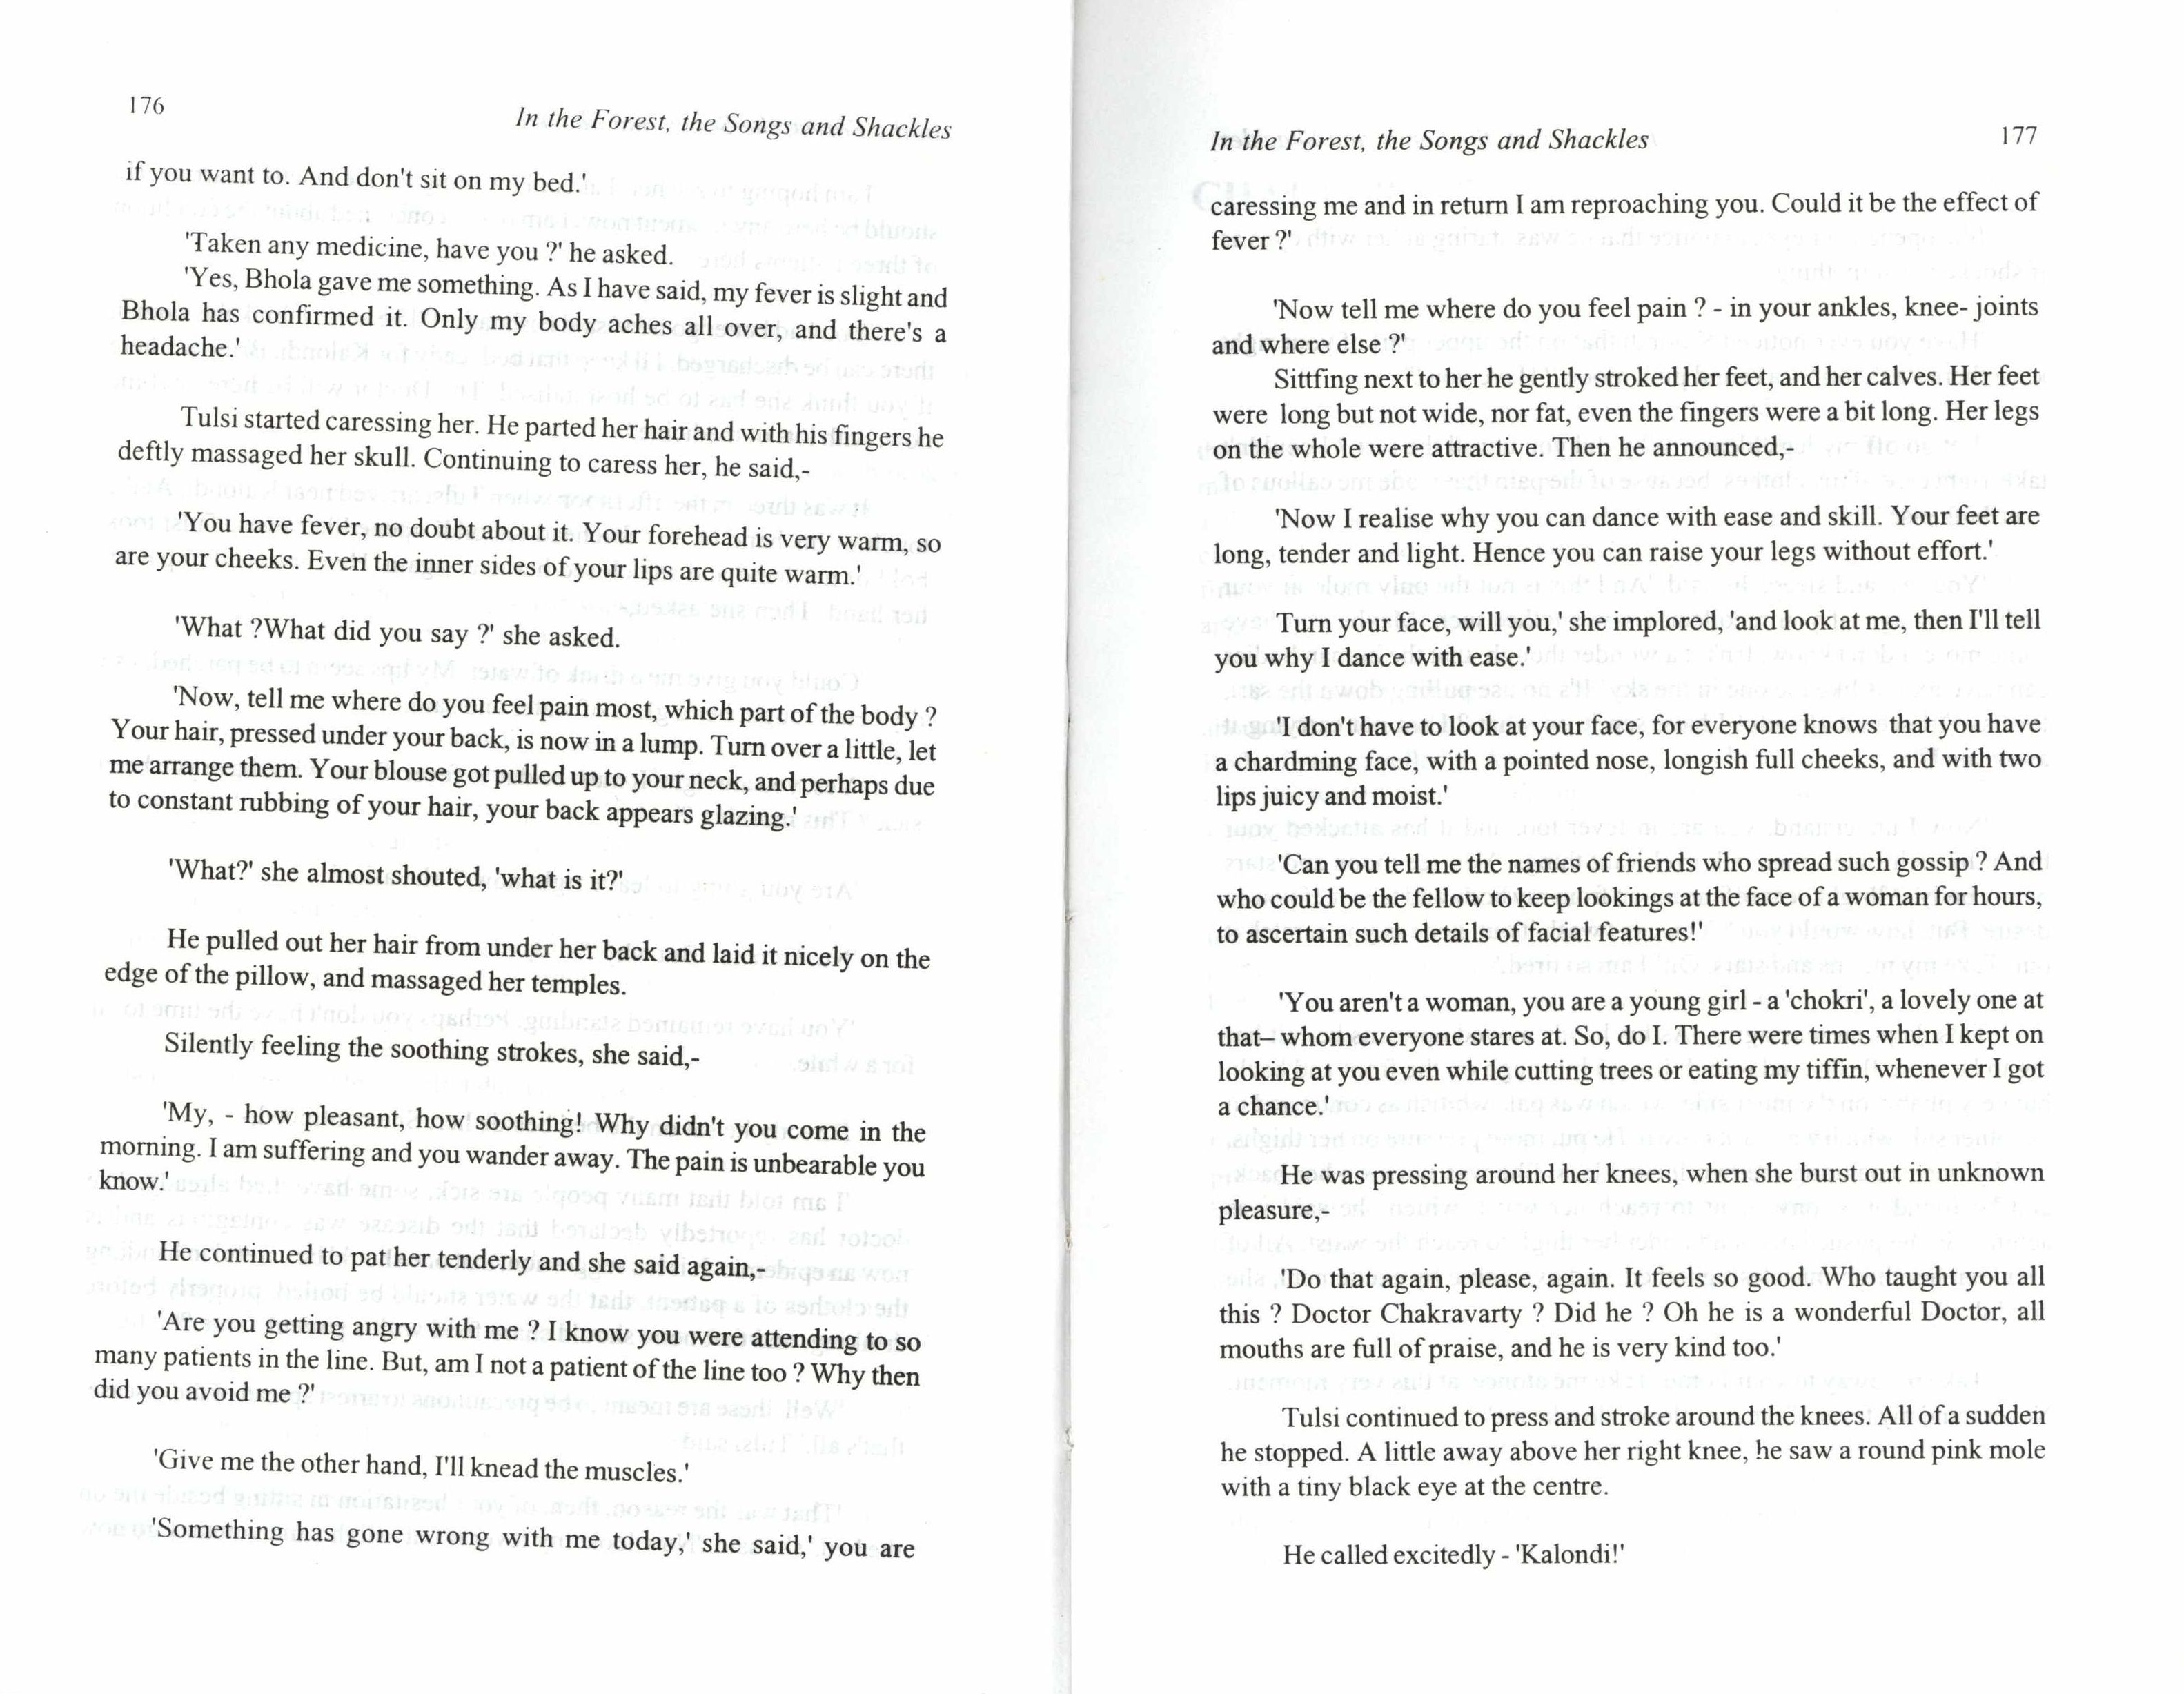 176
In the Forest, the Songs and Shackles
if you want to. And don't sit on my bed.'
'Taken any medicine, have you ?' he asked.
'Yes, Bhola gave me something. As I have said, my fever is slight and
Bhola has confirmed it. Only my body aches all over, and there's a
headache.'
Tulsi started caressing her. He parted her hair and with his fingers he
deftly massaged her skull. Continuing to caress her, he said,-
'You have fever, no doubt about it. Your forehead is very warm, so
are your cheeks. Even the inner sides of your lips are quite warm.'
'What ?What did you say ?' she asked.
'Now, tell me where do you feel pain most, which part of the body ?
Your hair, pressed under your back, is now in a lump. Turn over a little, let
me arrange them. Your blouse got pulled up to your neck, and perhaps due
to constant rubbing of your hair, your back appears glazing.'
'What?' she almost shouted, 'what is it?'
He pulled out her hair from under her back and laid it nicely on the
edge of the pillow, and massaged her temples.
Silently feeling the soothing strokes, she said,-
'My, - how pleasant, how soothing! Why didn't you come in the
morning. I am suffering and you wander away. The pain is unbearable you
know.'
He continued to pat her tenderly and she said again,-
'Are you getting angry with me ? I know you were attending to so
many patients in the line. But, am I not a patient of the line too ? Why then
did you avoid me ?'
'Give me the other hand, I'll knead the muscles.'
'Something has gone wrong with me today,' she said,' you are
In the Forest, the Songs and Shackles
177
caressing me and in return I am reproaching you. Could it be the effect of
fever ?'
'Now tell me where do you feel pain ? - in your ankles, knee- joints
and where else ?'
Sittfing next to her he gently stroked her feet, and her calves. Her feet
were long but not wide, nor fat, even the fingers were a bit long. Her legs
on the whole were attractive. Then he announced,-
'Now I realise why you can dance with ease and skill. Your feet are
long, tender and light. Hence you can raise your legs without effort.'
Turn your face, will you,' she implored, 'and look at me, then I'll tell
you why I dance with ease.'
'I don't have to look at your face, for everyone knows that you have
a chardming face, with a pointed nose, longish full cheeks, and with two
lips juicy and moist.'
'Can you tell me the names of friends who spread such gossip ? And
who could be the fellow to keep lookings at the face of a woman for hours,
to ascertain such details of facial features!'
'You aren't a woman, you are a young girl - a 'chokri', a lovely one at
that– whom everyone stares at. So, do I. There were times when I kept on
looking at you even while cutting trees or eating my tiffin, whenever I got
a chance.'
He was pressing around her knees, when she burst out in unknown
pleasure,-
'Do that again, please, again. It feels so good. Who taught you all
this ? Doctor Chakravarty ? Did he ? Oh he is a wonderful Doctor, all
mouths are full of praise, and he is very kind too.'
Tulsi continued to press and stroke around the knees. All of a sudden
he stopped. A little away above her right knee, he saw a round pink mole
with a tiny black eye at the centre.
He called excitedly - 'Kalondi!'